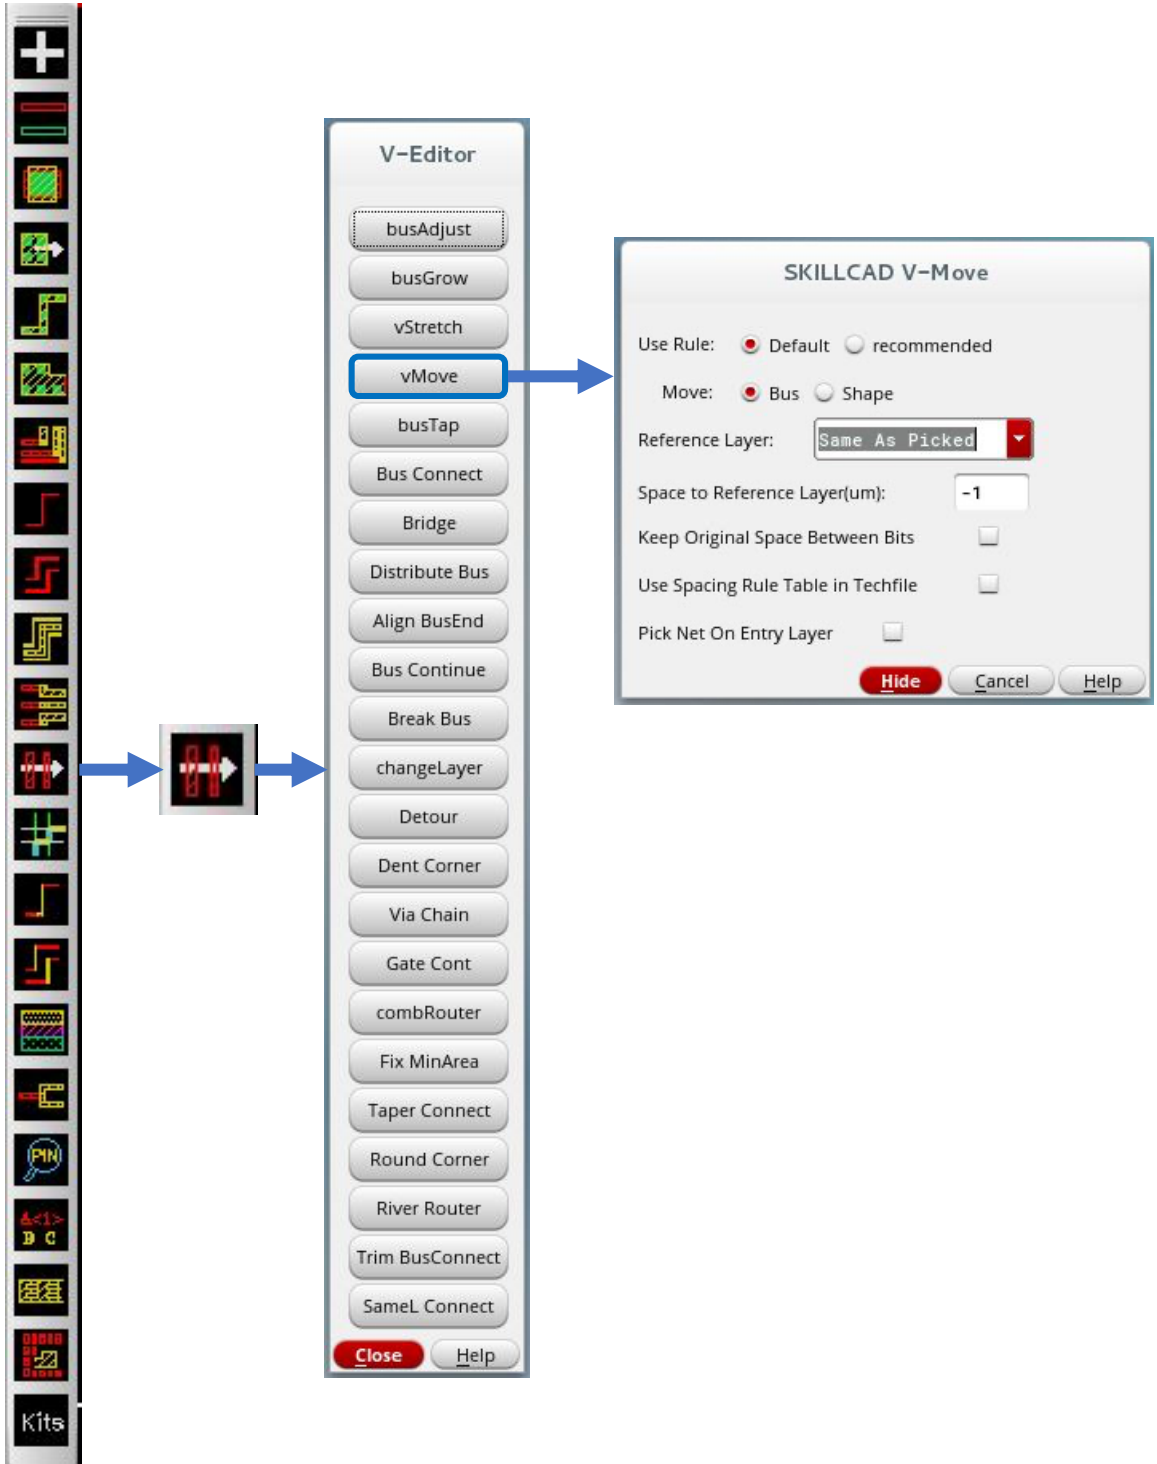 PIN
A<1>
B C
Kits
V-Editor
busAdjust
busGrow
vStretch
vMove
busTap
Bus Connect
Bridge
Distribute Bus
Align BusEnd
Bus Continue
Break Bus
changeLayer
Detour
Dent Corner
Via Chain
Gate Cont
combRouter
Fix MinArea
Taper Connect
Round Corner
River Router
Trim BusConnect
SameL Connect
Close Help
SKILLCAD V-Move
Use Rule: Default recommended
Move: Bus Shape
Reference Layer: Same As Picked
Space to Reference Layer(um): -1
Keep Original Space Between Bits
Use Spacing Rule Table in Techfile
Pick Net On Entry Layer
Hide Cancel Help